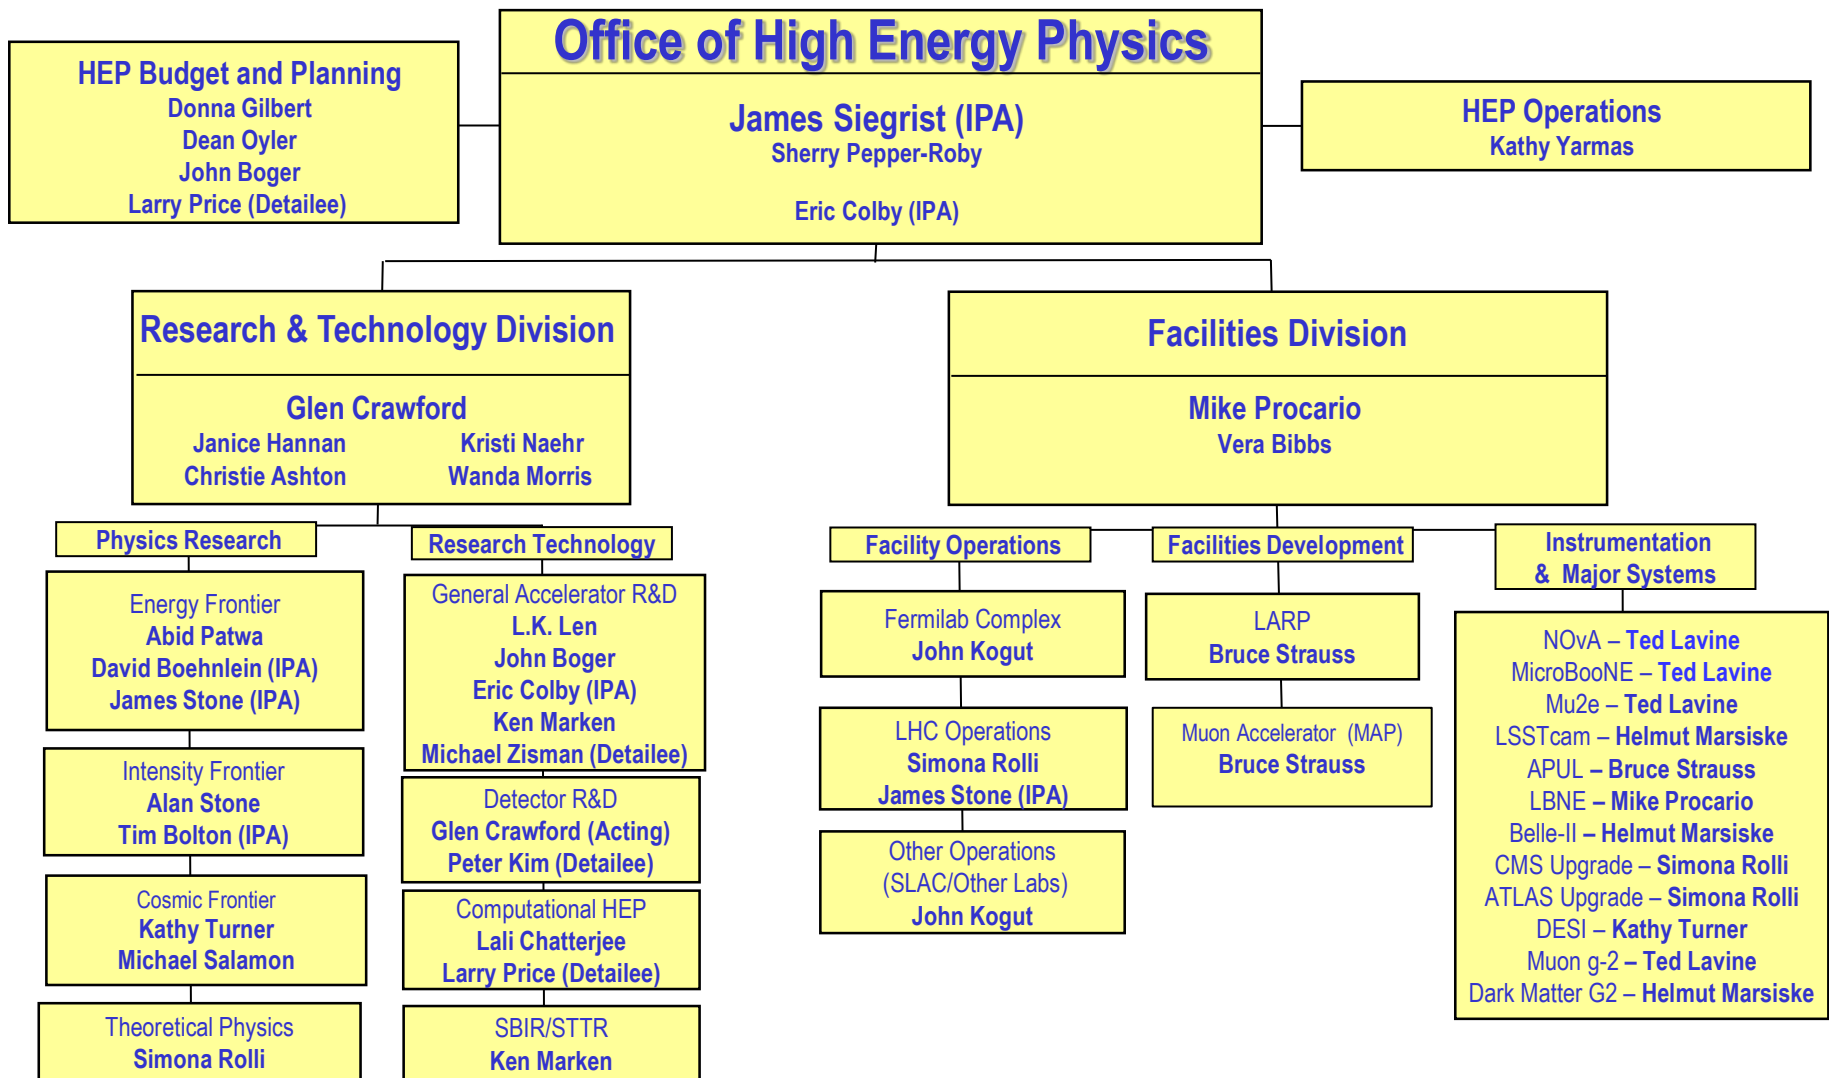 Office of High Energy Physics
James Siegrist (IPA)
Sherry Pepper-Roby
Eric Colby (IPA)
HEP Budget and Planning
Donna Gilbert
Dean Oyler
John Boger
Larry Price (Detailee)
HEP Operations
Kathy Yarmas
Research & Technology Division
Glen Crawford
Janice Hannan Kristi Naehr
Christie Ashton Wanda Morris
Facilities Division
Mike Procario
Vera Bibbs
Physics Research
Energy Frontier
Abid Patwa
David Boehnlein (IPA)
James Stone (IPA)
Intensity Frontier
Alan Stone
Tim Bolton (IPA)
Cosmic Frontier
Kathy Turner
Michael Salamon
Theoretical Physics
Simona Rolli
Research Technology
General Accelerator R&D
L.K. Len
John Boger
Eric Colby (IPA)
Ken Marken
Michael Zisman (Detailee)
Detector R&D
Glen Crawford (Acting)
Peter Kim (Detailee)
Computational HEP
Lali Chatterjee
Larry Price (Detailee)
SBIR/STTR
Ken Marken
Facility Operations
Fermilab Complex
John Kogut
LHC Operations
Simona Rolli
James Stone (IPA)
Other Operations
(SLAC/Other Labs)
John Kogut
Facilities Development
LARP
Bruce Strauss
Muon Accelerator (MAP)
Bruce Strauss
Instrumentation
& Major Systems
NOvA – Ted Lavine
MicroBooNE – Ted Lavine
Mu2e – Ted Lavine
LSSTcam – Helmut Marsiske
APUL – Bruce Strauss
LBNE – Mike Procario
Belle-II – Helmut Marsiske
CMS Upgrade – Simona Rolli
ATLAS Upgrade – Simona Rolli
DESI – Kathy Turner
Muon g-2 – Ted Lavine
Dark Matter G2 – Helmut Marsiske